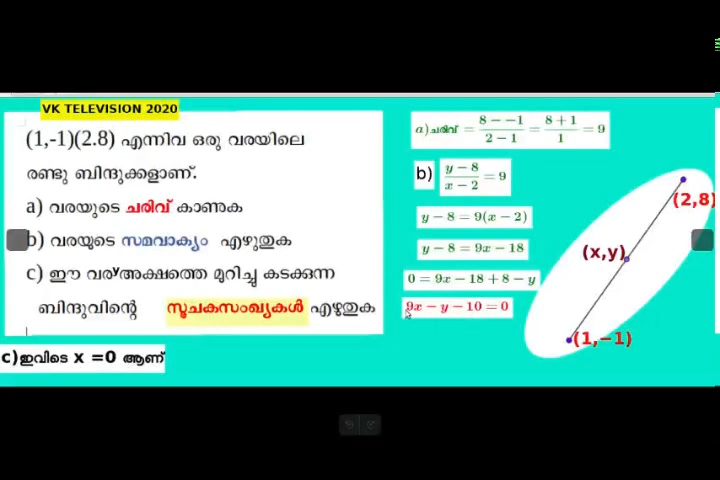 VK TELEVISION 2020
(1,-1)(2.8) എന്നിവ ഒരു വരയിലെ
രണ്ടു ബിന്ദുക്കളാണ്.
a) വരയുടെ ചരിവ് കാണുക
b) വരയുടെ സമവാക്യം എഴുതുക
c) ഈ വര y അക്ഷത്തെ മുറിച്ചു കടക്കുന്ന
ബിന്ദുവിന്റെ സൂചകസംഖ്യകൾ എഴുതുക
c)ഇവിടെ x =0 ആണ്
a)ചരിവ് = (8 − −1)/(2 − 1) = (8 + 1)/1 = 9
b) (y − 8)/(x − 2) = 9
y − 8 = 9(x − 2)
y − 8 = 9x − 18
0 = 9x − 18 + 8 − y
9x − y − 10 = 0
(2,8)
(x,y)
(1,−1)